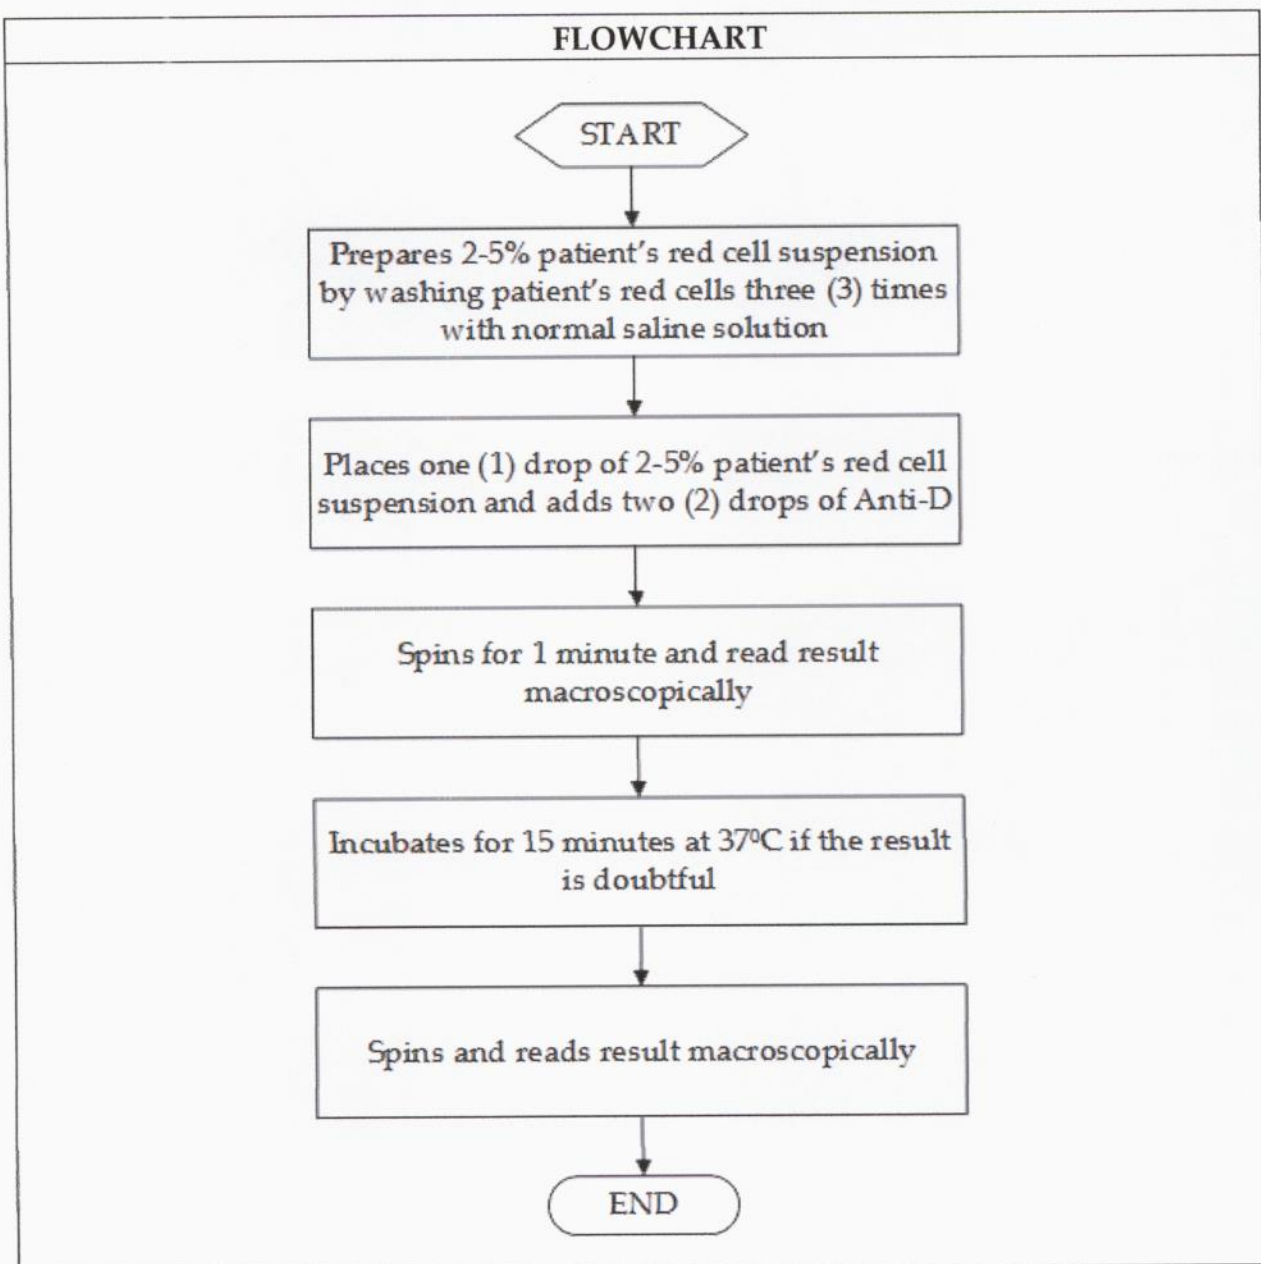 FLOWCHART
START
Prepares 2-5% patient's red cell suspension
by washing patient's red cells three (3) times
with normal saline solution
Places one (1) drop of 2-5% patient's red cell
suspension and adds two (2) drops of Anti-D
Spins for 1 minute and read result
macroscopically
Incubates for 15 minutes at 37⁰C if the result
is doubtful
Spins and reads result macroscopically
END